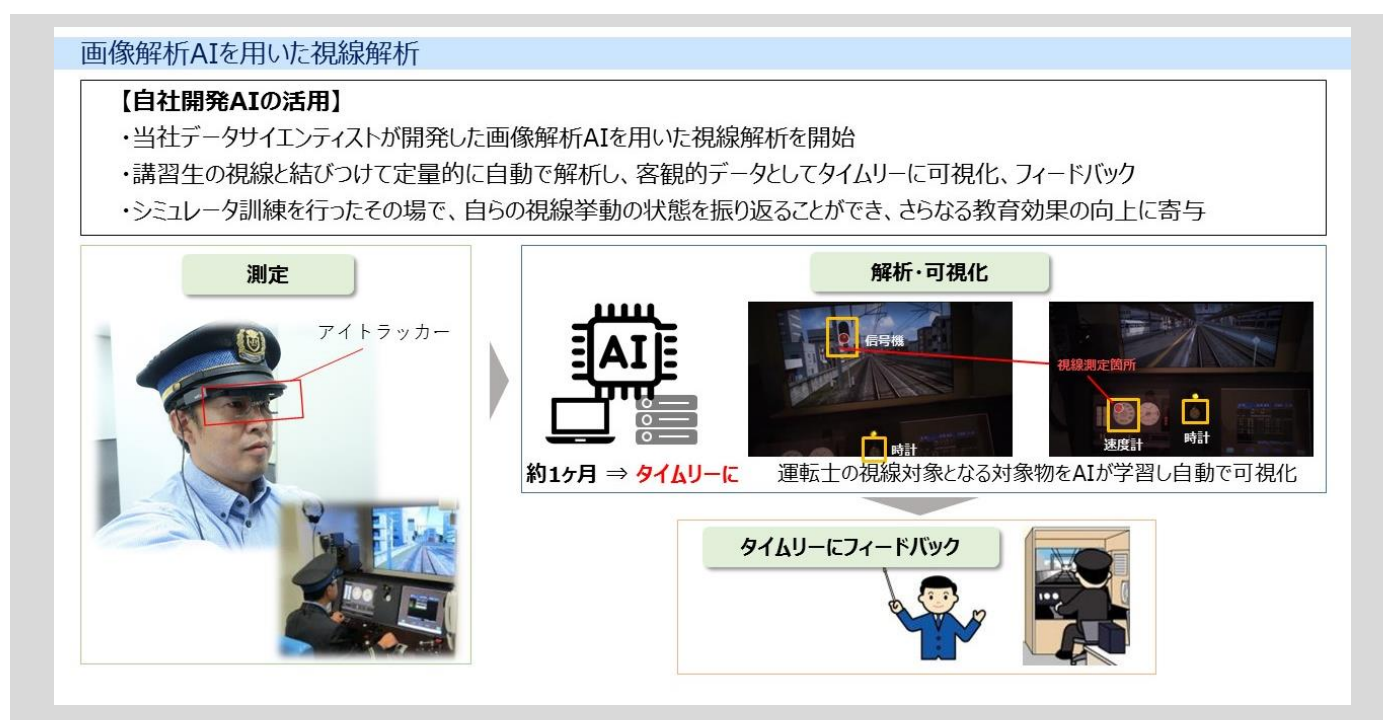 画像解析AIを用いた視線解析
【自社開発AIの活用】
・当社データサイエンティストが開発した画像解析AIを用いた視線解析を開始
・講習生の視線と結びつけて定量的に自動で解析し、客観的データとしてタイムリーに可視化、フィードバック
・シミュレータ訓練を行ったその場で、自らの視線挙動の状態を振り返ることができ、さらなる教育効果の向上に寄与
測定
アイトラッカー
解析・可視化
AI
信号機
時計
視線測定箇所
速度計
時計
約1ヶ月 ⇒ タイムリーに
運転士の視線対象となる対象物をAIが学習し自動で可視化
タイムリーにフィードバック